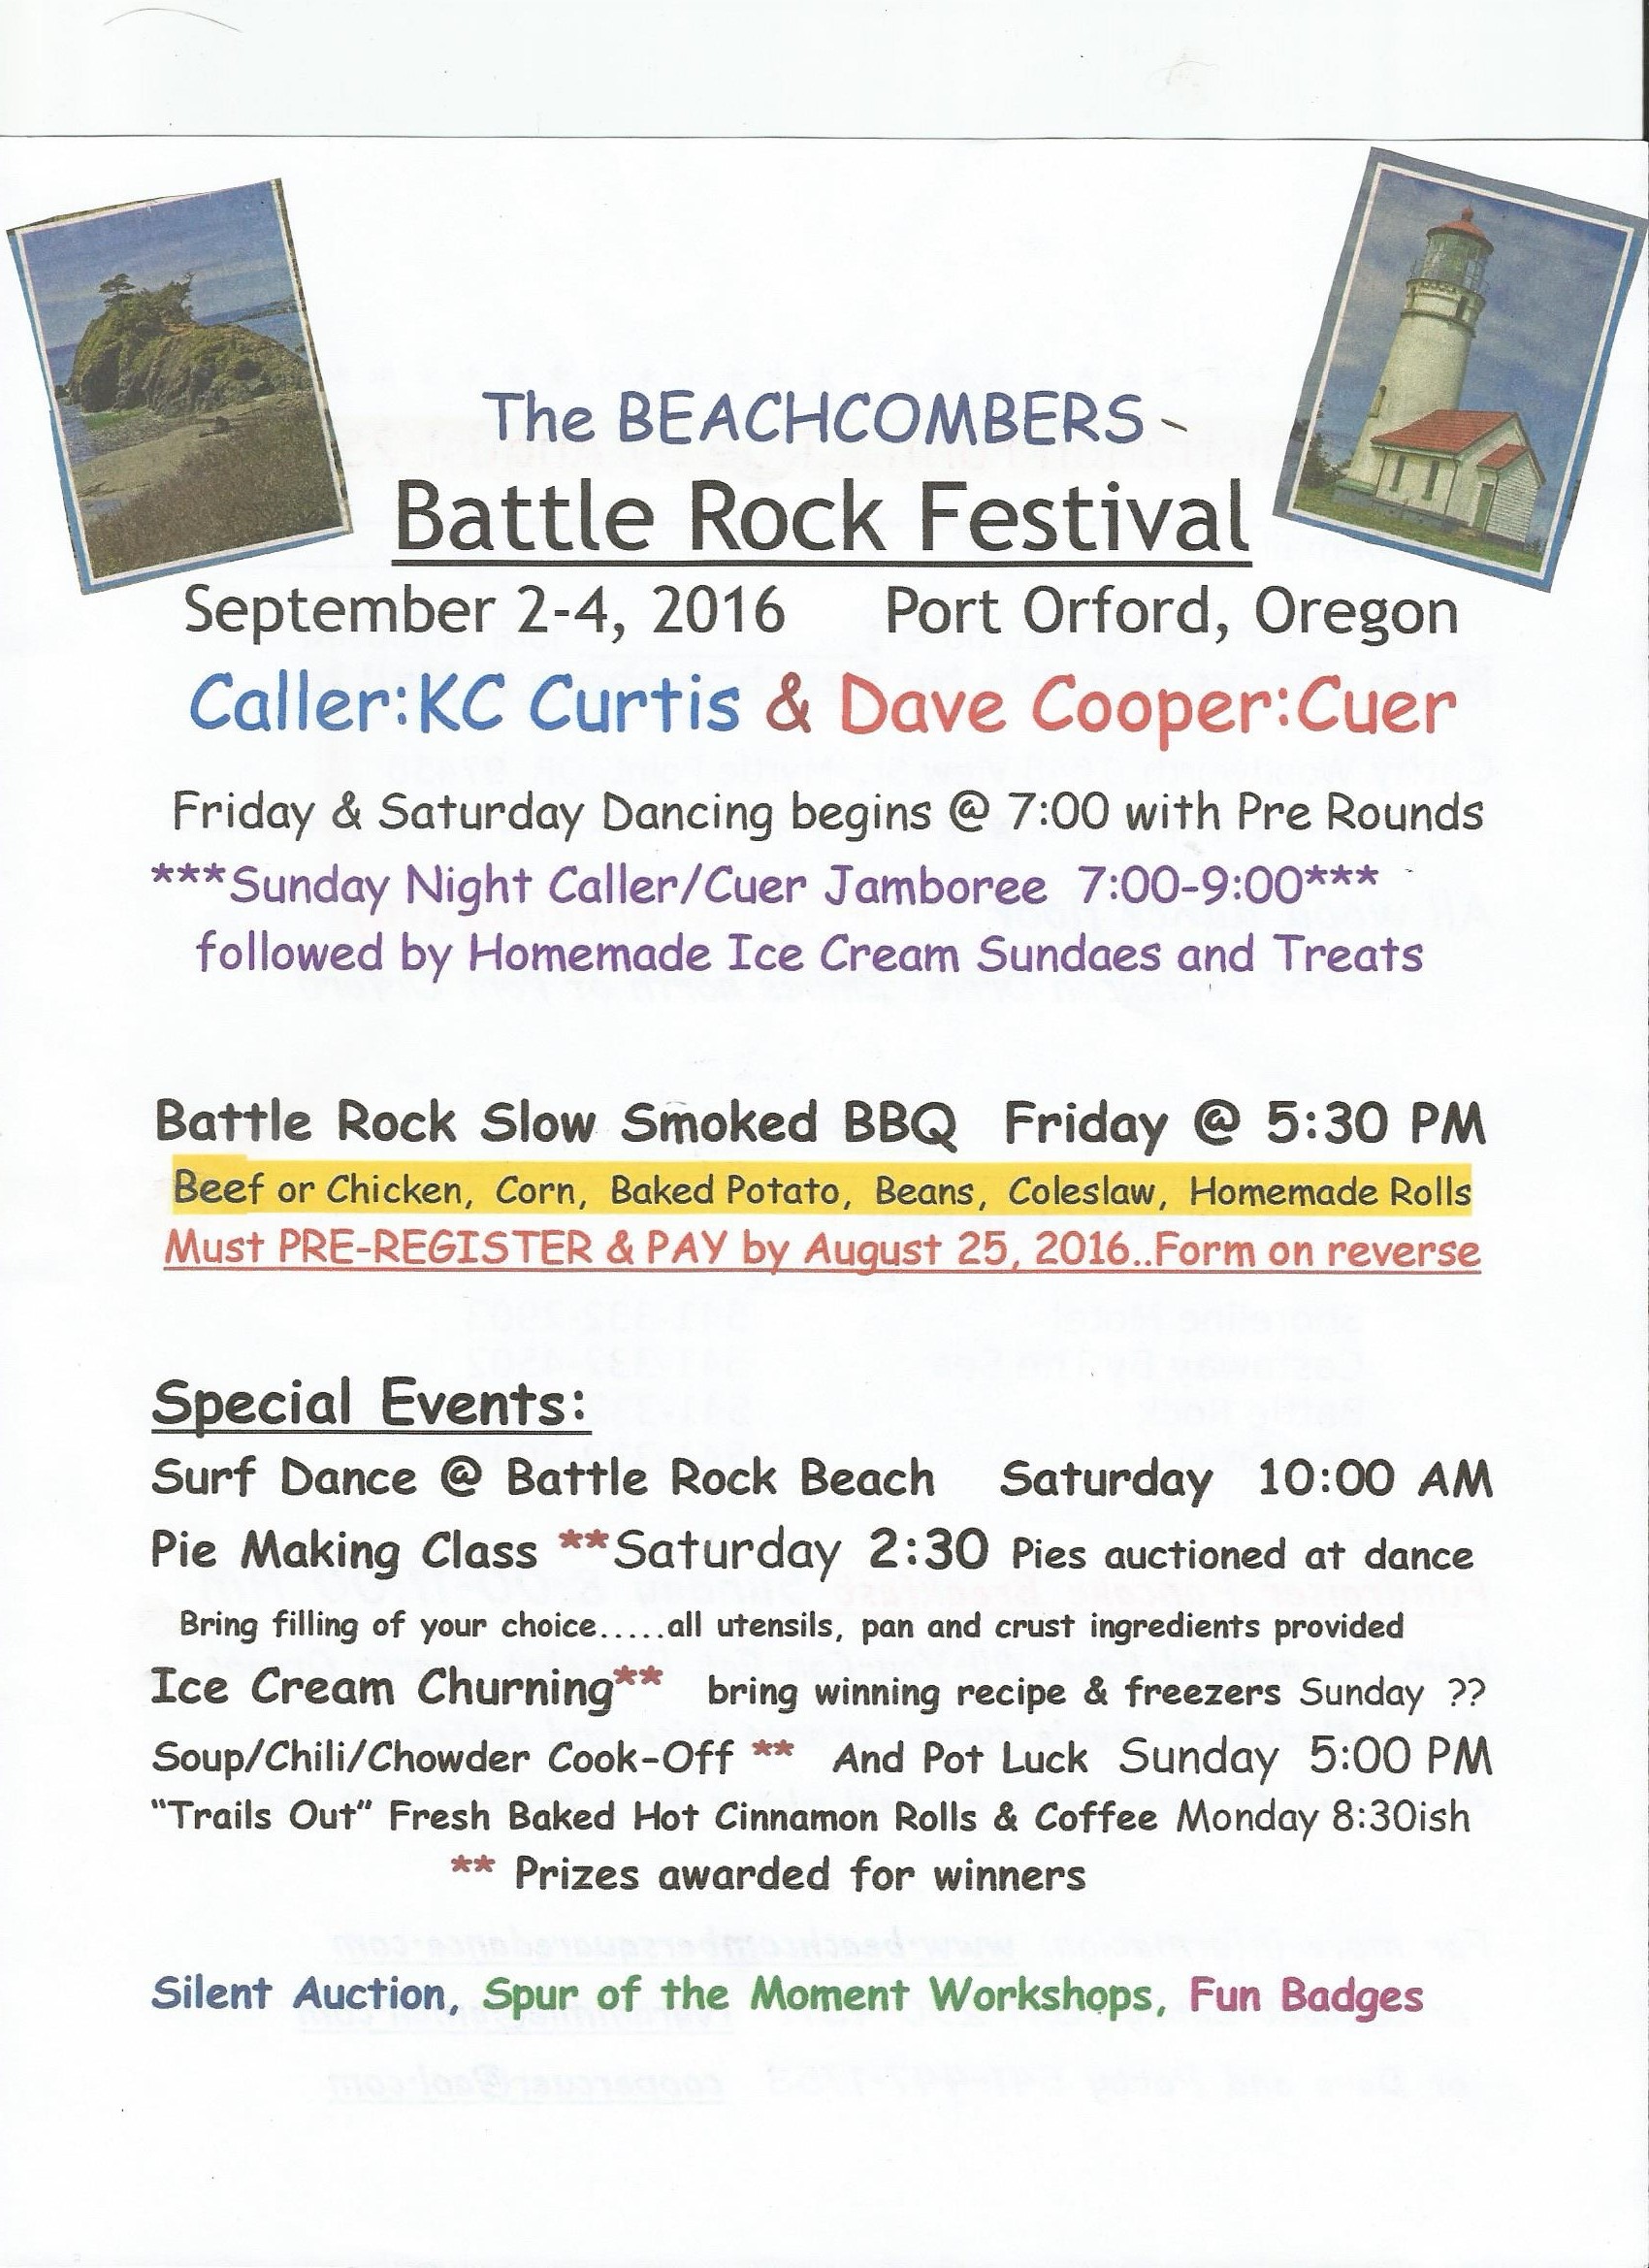 The BEACHCOMBERS
Battle Rock Festival
September 2-4, 2016 Port Orford, Oregon
Caller:KC Curtis & Dave Cooper:Cuer
Friday & Saturday Dancing begins @ 7:00 with Pre Rounds
***Sunday Night Caller/Cuer Jamboree 7:00-9:00***
followed by Homemade Ice Cream Sundaes and Treats
Battle Rock Slow Smoked BBQ Friday @ 5:30 PM
Beef or Chicken, Corn, Baked Potato, Beans, Coleslaw, Homemade Rolls
Must PRE-REGISTER & PAY by August 25, 2016..Form on reverse
Special Events:
Surf Dance @ Battle Rock Beach Saturday 10:00 AM
Pie Making Class **Saturday 2:30 Pies auctioned at dance
Bring filling of your choice.....all utensils, pan and crust ingredients provided
Ice Cream Churning** bring winning recipe & freezers Sunday ??
Soup/Chili/Chowder Cook-Off ** And Pot Luck Sunday 5:00 PM
"Trails Out" Fresh Baked Hot Cinnamon Rolls & Coffee Monday 8:30ish
** Prizes awarded for winners
Silent Auction, Spur of the Moment Workshops, Fun Badges